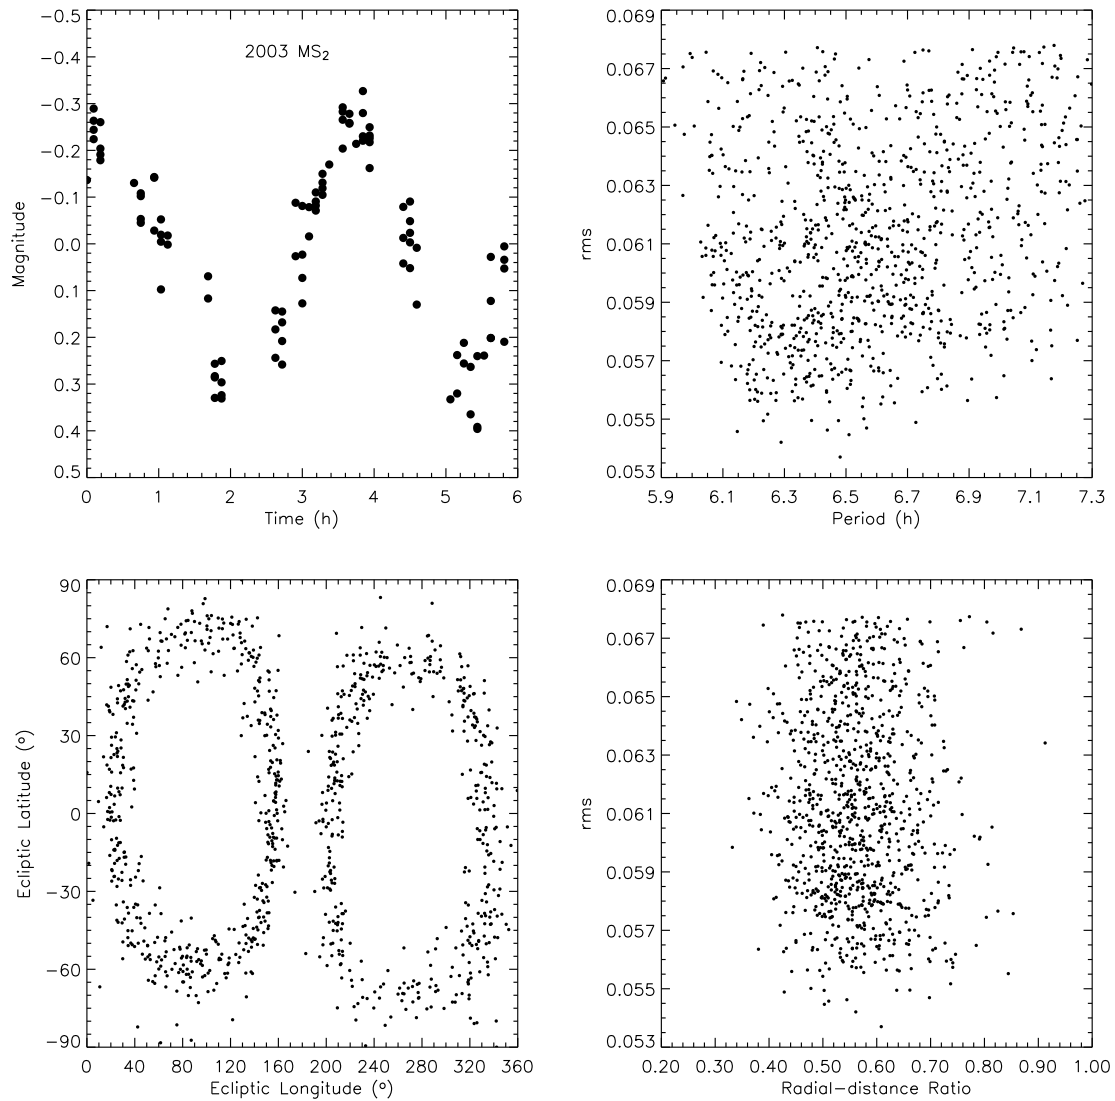 2003 MS₂
−0.5
−0.4
−0.3
−0.2
−0.1
0.0
0.1
0.2
0.3
0.4
0.5
Magnitude
0 1 2 3 4 5 6
Time (h)
0.069
0.067
0.065
0.063
0.061
0.059
0.057
0.055
0.053
rms
5.9 6.1 6.3 6.5 6.7 6.9 7.1 7.3
Period (h)
90
60
30
0
−30
−60
−90
Ecliptic Latitude (°)
0 40 80 120 160 200 240 280 320 360
Ecliptic Longitude (°)
0.069
0.067
0.065
0.063
0.061
0.059
0.057
0.055
0.053
rms
0.20 0.30 0.40 0.50 0.60 0.70 0.80 0.90 1.00
Radial−distance Ratio